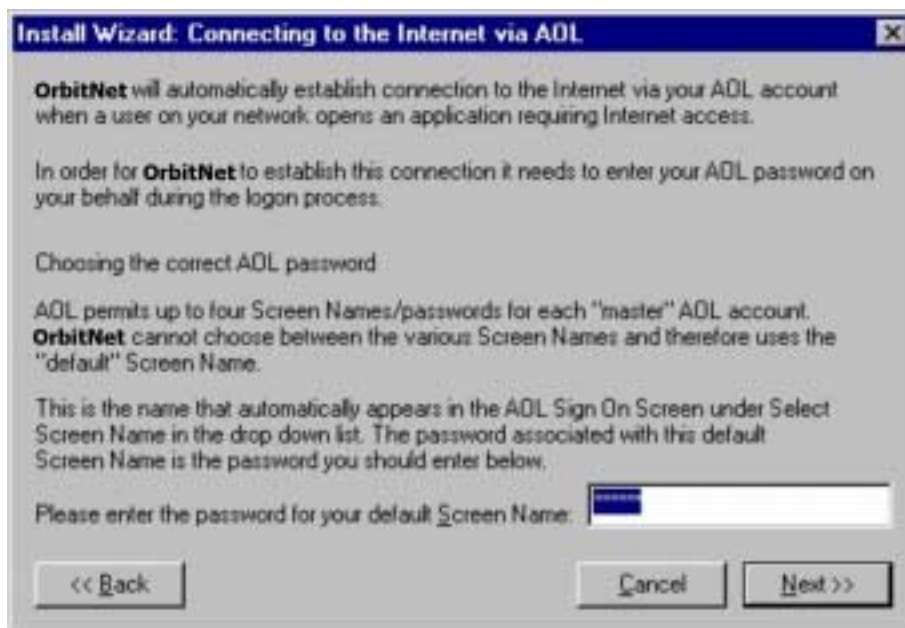 Install Wizard: Connecting to the Internet via AOL
OrbitNet will automatically establish connection to the Internet via your AOL account
when a user on your network opens an application requiring Internet access.
In order for OrbitNet to establish this connection it needs to enter your AOL password on
your behalf during the logon process.
Choosing the correct AOL password
AOL permits up to four Screen Names/passwords for each "master" AOL account.
OrbitNet cannot choose between the various Screen Names and therefore uses the
"default" Screen Name.
This is the name that automatically appears in the AOL Sign On Screen under Select
Screen Name in the drop down list. The password associated with this default
Screen Name is the password you should enter below.
Please enter the password for your default Screen Name:
<< Back
Cancel
Next >>